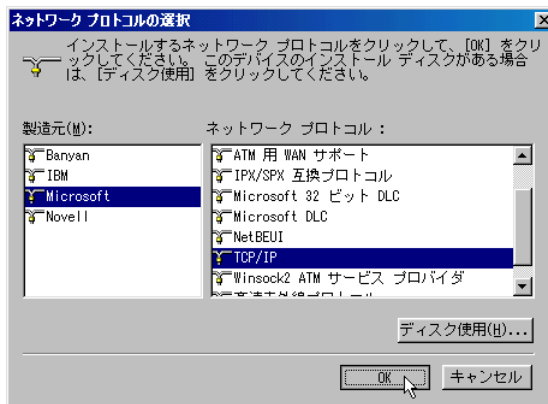 ネットワーク プロトコルの選択
インストールするネットワーク プロトコルをクリックして、[OK] をクリ
ックしてください。 このデバイスのインストール ディスクがある場合
は、[ディスク使用] をクリックしてください。
製造元(M):
Banyan
IBM
Microsoft
Novell
ネットワーク プロトコル :
ATM 用 WAN サポート
IPX/SPX 互換プロトコル
Microsoft 32 ビット DLC
Microsoft DLC
NetBEUI
TCP/IP
Winsock2 ATM サービス プロバイダ
ディスク使用(H)...
OK
キャンセル